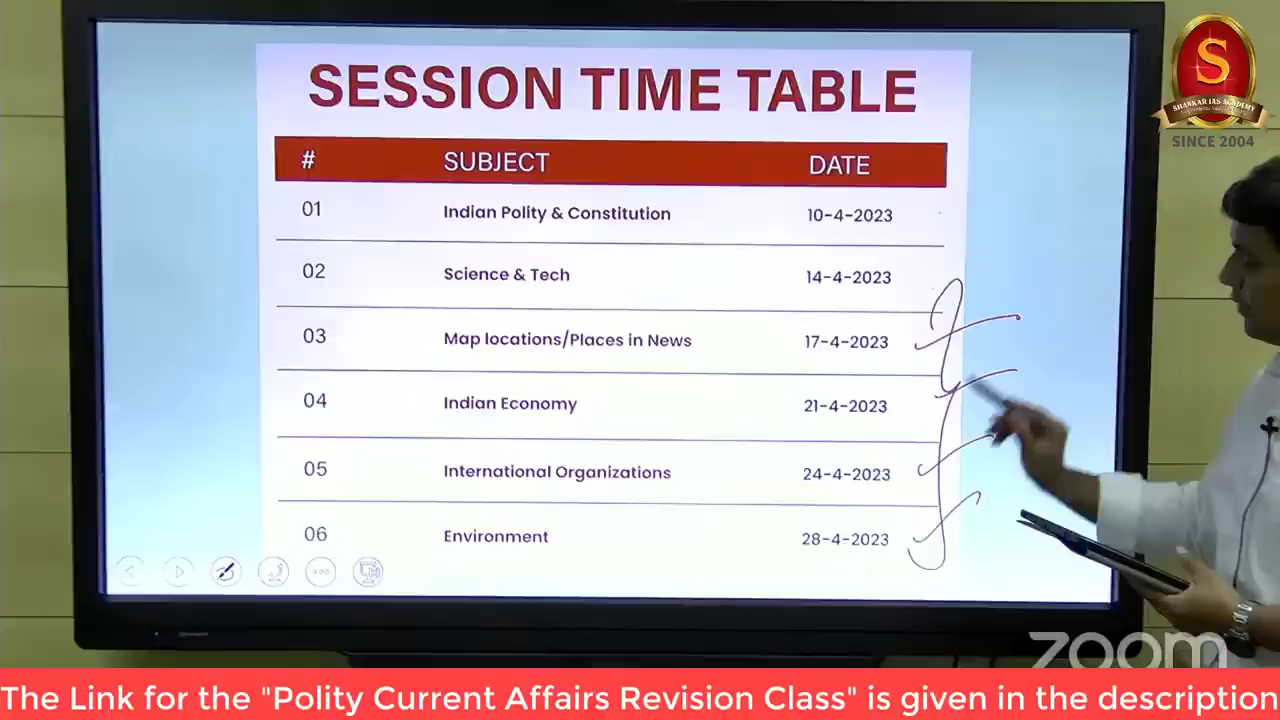 SESSION TIME TABLE
# SUBJECT DATE
01 Indian Polity & Constitution 10-4-2023
02 Science & Tech 14-4-2023
03 Map locations/Places in News 17-4-2023
04 Indian Economy 21-4-2023
05 International Organizations 24-4-2023
06 Environment 28-4-2023
S
SHANKAR IAS ACADEMY
SINCE 2004
zoom
The Link for the "Polity Current Affairs Revision Class" is given in the description